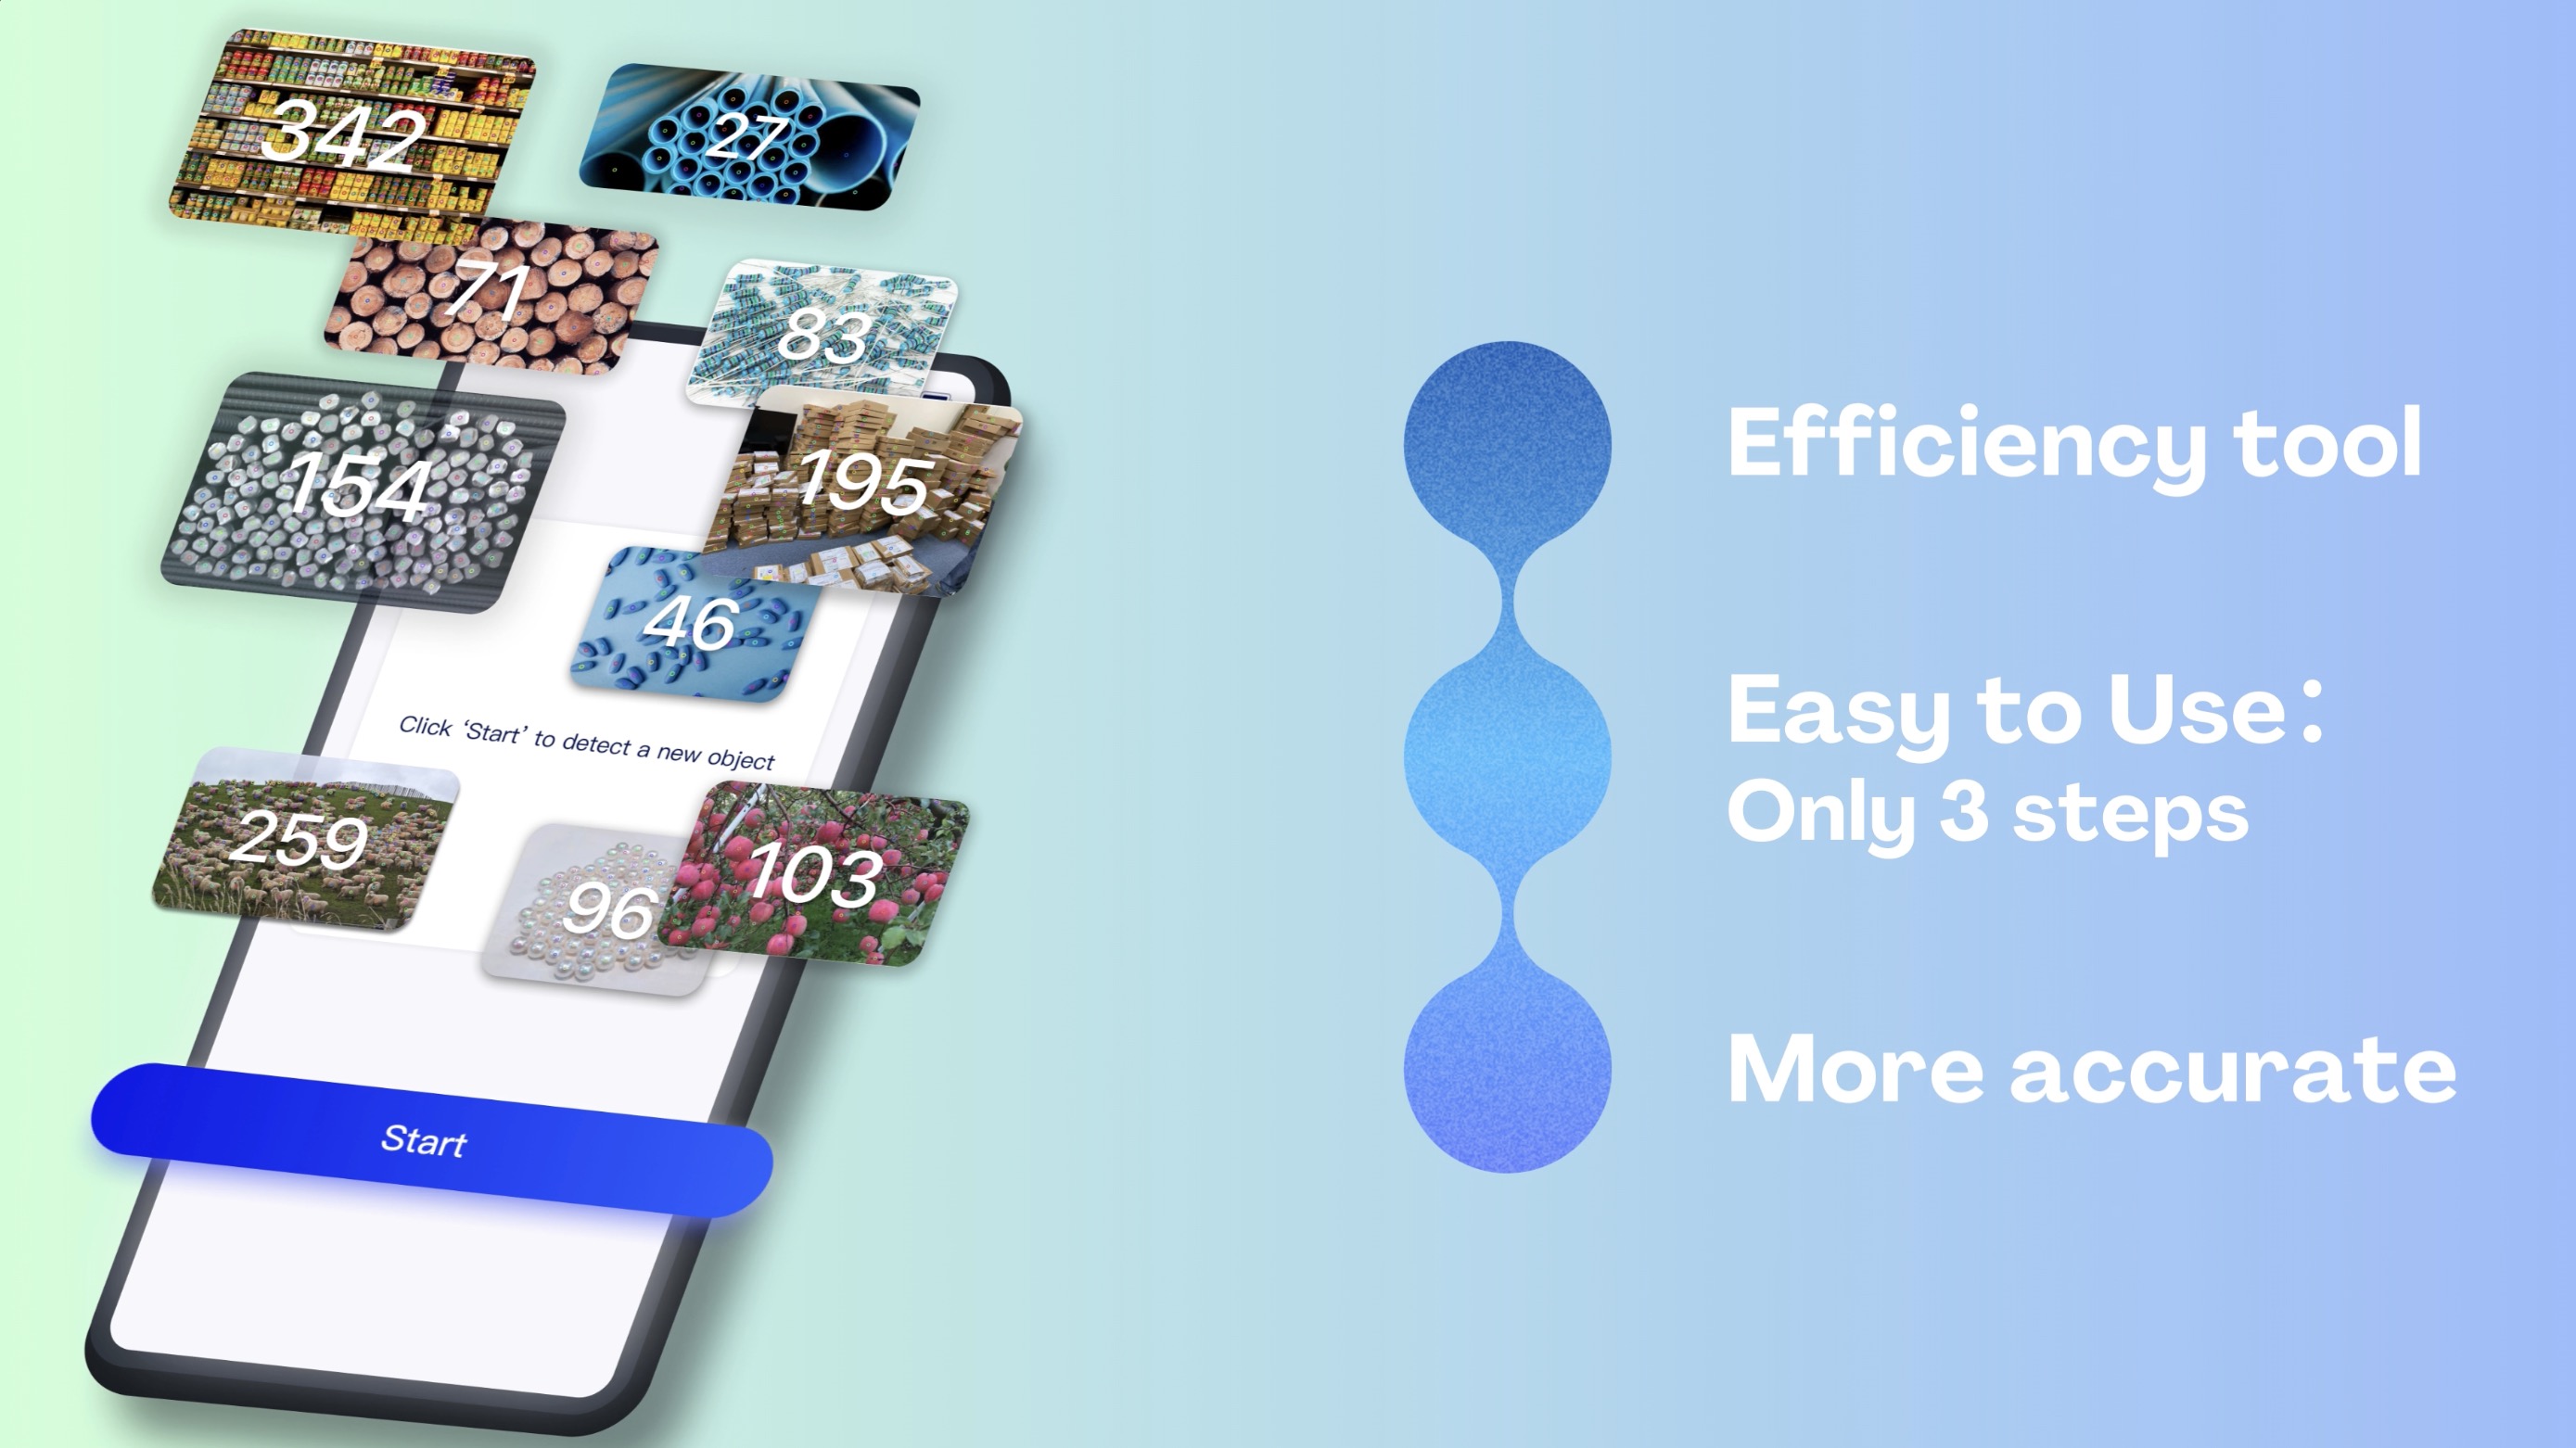 342
27
71
83
154
195
46
Click ‘Start’ to detect a new object
259
103
96
Start
Efficiency tool
Easy to Use:
Only 3 steps
More accurate